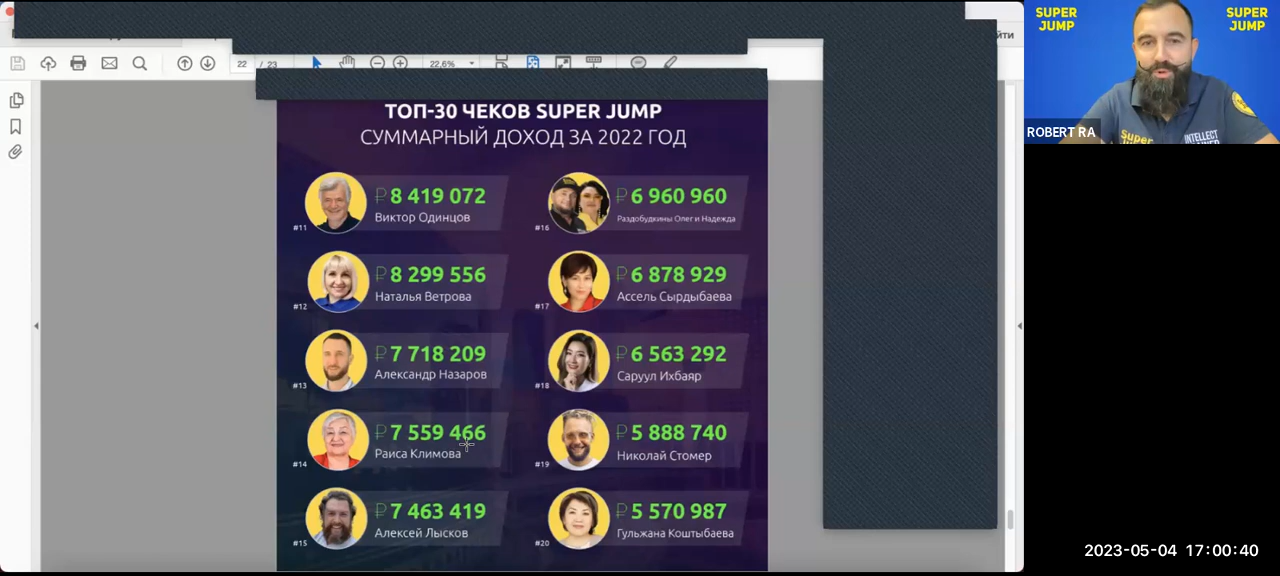 22 / 23
22,6%
йти
ТОП-30 ЧЕКОВ SUPER JUMP
СУММАРНЫЙ ДОХОД ЗА 2022 ГОД
#11
₽ 8 419 072
Виктор Одинцов
#12
₽ 8 299 556
Наталья Ветрова
#13
₽ 7 718 209
Александр Назаров
#14
₽ 7 559 466
Раиса Климова
#15
₽ 7 463 419
Алексей Лысков
#16
₽ 6 960 960
Раздобудкины Олег и Надежда
#17
₽ 6 878 929
Ассель Сырдыбаева
#18
₽ 6 563 292
Саруул Ихбаяр
#19
₽ 5 888 740
Николай Стомер
#20
₽ 5 570 987
Гульжана Коштыбаева
SUPER
JUMP
SUPER
JUMP
ROBERT RA
Super
INTELLECT
2023-05-04 17:00:40